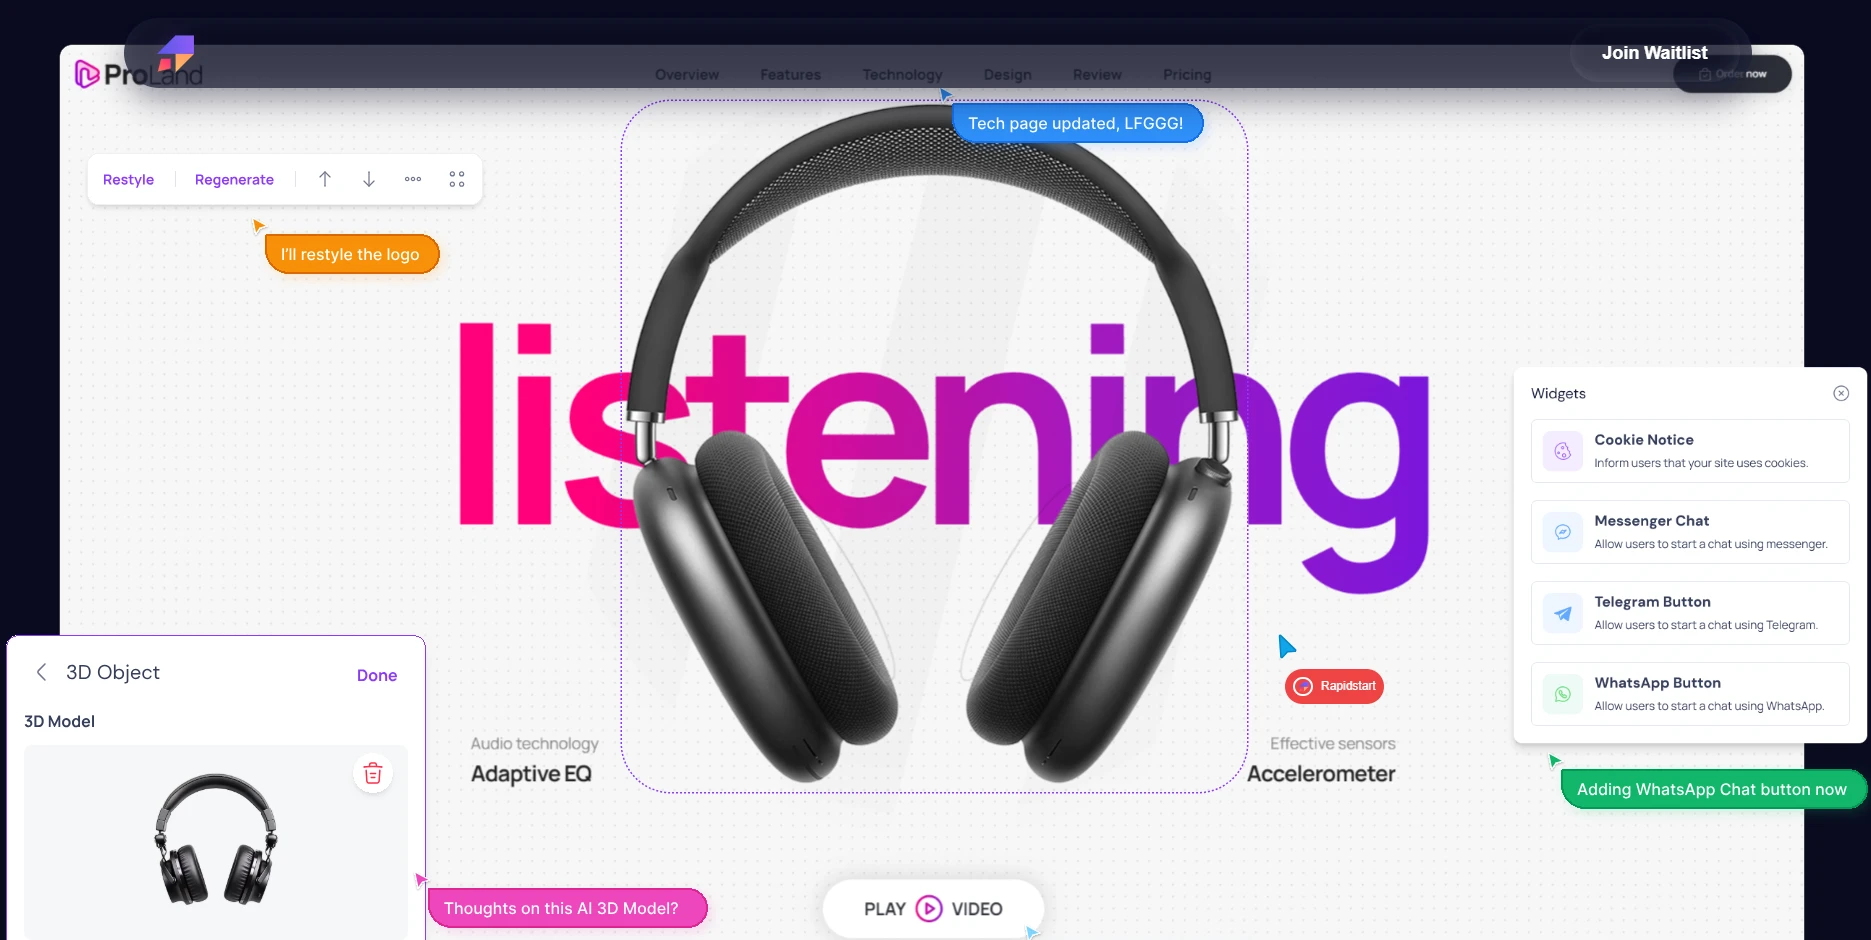 Join Waitlist
ProLand
Overview
Features
Technology
Design
Review
Pricing
Order now
Tech page updated, LFGGG!
Restyle
Regenerate
I'll restyle the logo
listening
Widgets
Cookie Notice
Inform users that your site uses cookies.
Messenger Chat
Allow users to start a chat using messenger.
Telegram Button
Allow users to start a chat using Telegram.
WhatsApp Button
Allow users to start a chat using WhatsApp.
Adding WhatsApp Chat button now
3D Object
Done
3D Model
Rapidstart
Audio technology
Adaptive EQ
Effective sensors
Accelerometer
Thoughts on this AI 3D Model?
PLAY VIDEO